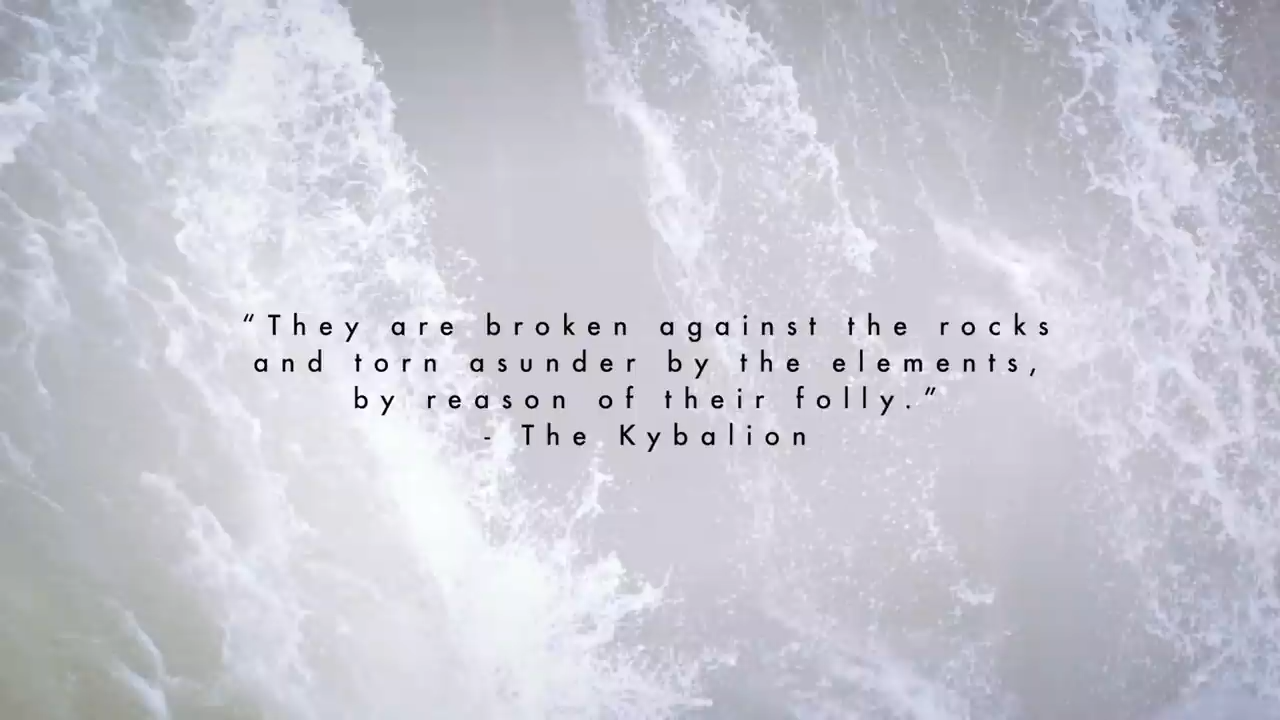 “They are broken against the rocks
and torn asunder by the elements,
by reason of their folly.”
- The Kybalion